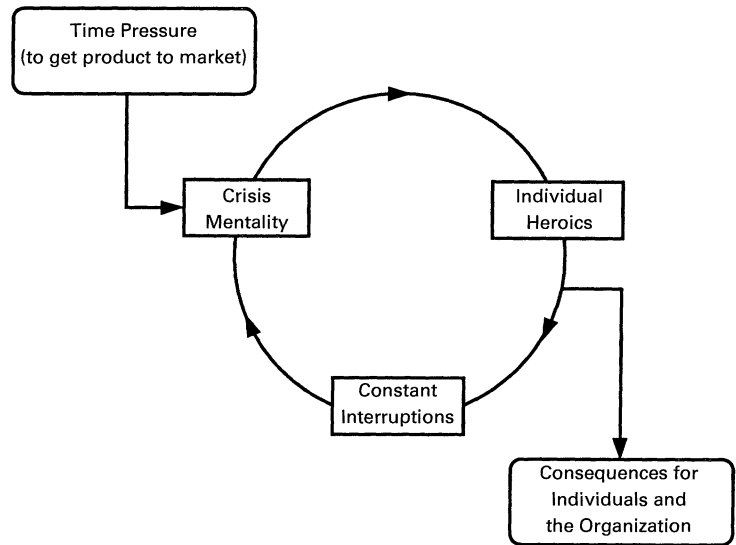 Time Pressure
(to get product to market)
Crisis
Mentality
Individual
Heroics
Constant
Interruptions
Consequences for
Individuals and
the Organization